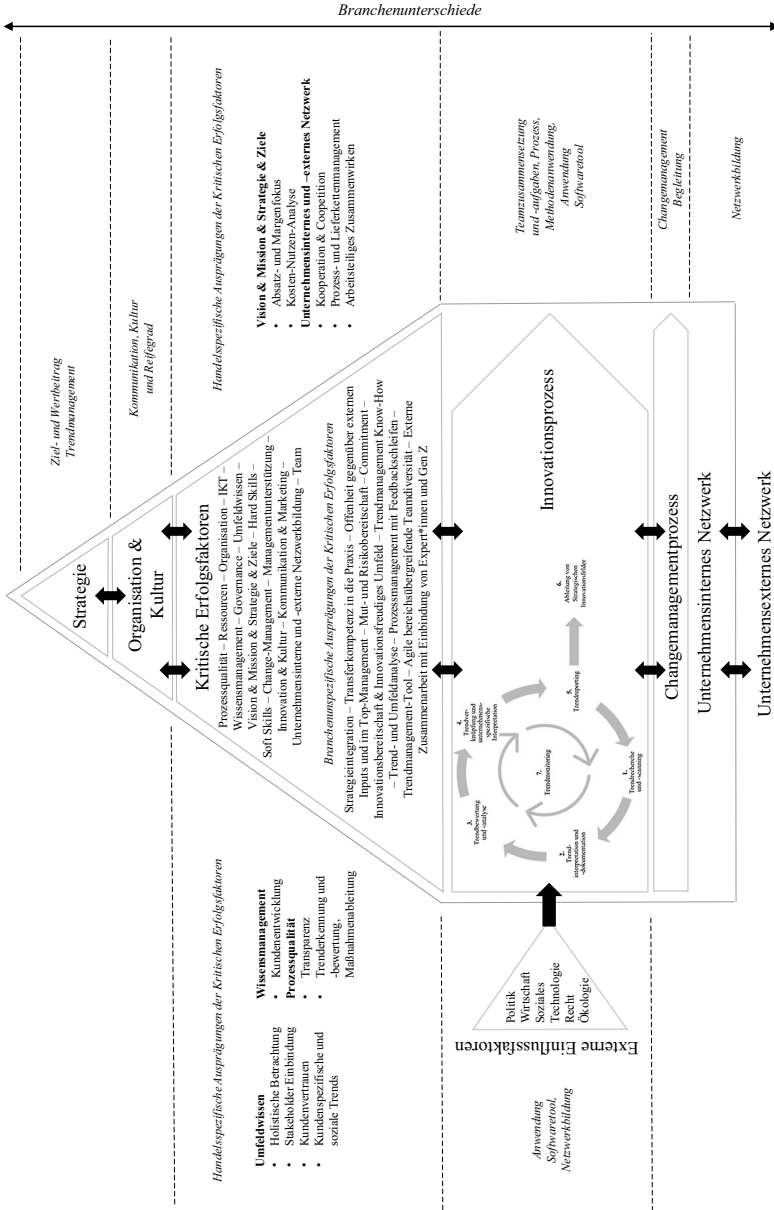 Branchenunterschiede
Ziel- und Wertbeitrag
Trendmanagement
Kommunikation, Kultur
und Reifegrad
Handelsspezifische Ausprägungen der Kritischen Erfolgsfaktoren
Vision & Mission & Strategie & Ziele
• Absatz- und Margenfokus
• Kosten-Nutzen-Analyse
Unternehmensinternes und –externes Netzwerk
• Kooperation & Coopetition
• Prozess- und Lieferkettenmanagement
• Arbeitsteiliges Zusammenwirken
Teamzusammensetzung
und -aufgaben, Prozess,
Methodenanwendung,
Anwendung
Softwaretool
Changemanagement
Begleitung
Netzwerkbildung
Strategie
Organisation &
Kultur
Kritische Erfolgsfaktoren
Prozessqualität – Ressourcen – Organisation – IKT –
Wissensmanagement – Governance – Umfeldwissen –
Vision & Mission & Strategie & Ziele – Hard Skills –
Soft Skills – Change-Management – Managementunterstützung –
Innovation & Kultur – Kommunikation & Marketing –
Unternehmensinterne und -externe Netzwerkbildung – Team
Branchenunspezifische Ausprägungen der Kritischen Erfolgsfaktoren
Strategieintegration – Transferkompetenz in die Praxis – Offenheit gegenüber externen
Inputs und im Top-Management – Mut- und Risikobereitschaft – Commitment –
Innovationsbereitschaft & Innovationsfreudiges Umfeld – Trendmanagement Know-How
– Trend- und Umfeldanalyse – Prozessmanagement mit Feedbackschleifen –
Trendmanagement-Tool – Agile bereichsübergreifende Teamdiversität – Externe
Zusammenarbeit mit Einbindung von Expert*innen und Gen Z
Innovationsprozess
1.
Trendrecherche
und -scanning
2.
Trend-
interpretation und
-dokumentation
3.
Trendbewertung
und -analyse
4.
Trendver-
knüpfung und
unternehmens-
spezifische
Interpretation
5.
Trendreporting
6.
Ableitung von
Strategischen
Innovationsfelder
7.
Trendmonitoring
Changemanagementprozess
Unternehmensinternes Netzwerk
Unternehmensexternes Netzwerk
Handelsspezifische Ausprägungen der Kritischen Erfolgsfaktoren
Umfeldwissen
• Holistische Betrachtung
• Stakeholder Einbindung
• Kundenvertrauen
• Kundenspezifische und
soziale Trends
Wissensmanagement
• Kundenentwicklung
Prozessqualität
• Transparenz
• Trenderkennung und
-bewertung,
Maßnahmenableitung
Externe Einflussfaktoren
Politik
Wirtschaft
Soziales
Technologie
Recht
Ökologie
Anwendung
Softwaretool,
Netzwerkbildung